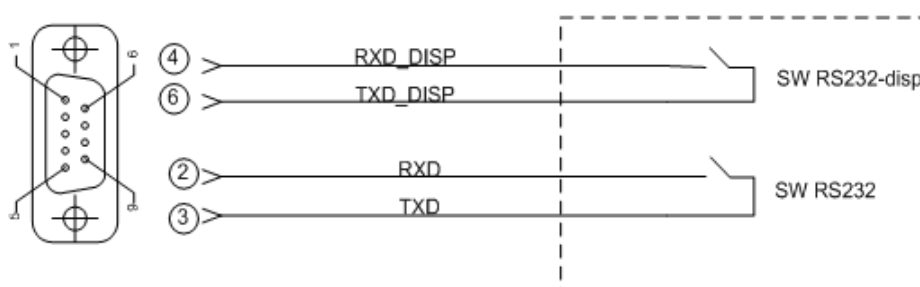 1
6
5
9
4
RXD_DISP
6
TXD_DISP
SW RS232-disp
2
RXD
3
TXD
SW RS232